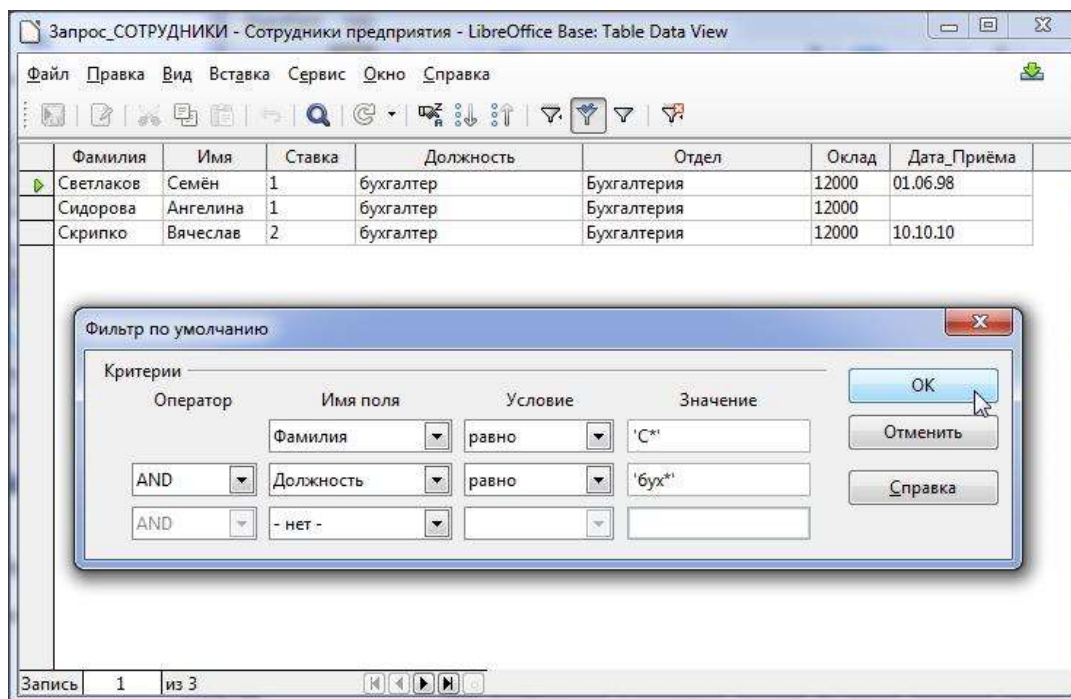 Запрос_СОТРУДНИКИ - Сотрудники предприятия - LibreOffice Base: Table Data View
Файл Правка Вид Вставка Сервис Окно Справка
Фамилия Имя Ставка Должность Отдел Оклад Дата_Приёма
Светлаков Семён 1 бухгалтер Бухгалтерия 12000 01.06.98
Сидорова Ангелина 1 бухгалтер Бухгалтерия 12000
Скрипко Вячеслав 2 бухгалтер Бухгалтерия 12000 10.10.10
Фильтр по умолчанию
Критерии
Оператор Имя поля Условие Значение
Фамилия равно 'С*'
AND Должность равно 'бух*'
AND - нет -
OK
Отменить
Справка
Запись 1 из 3